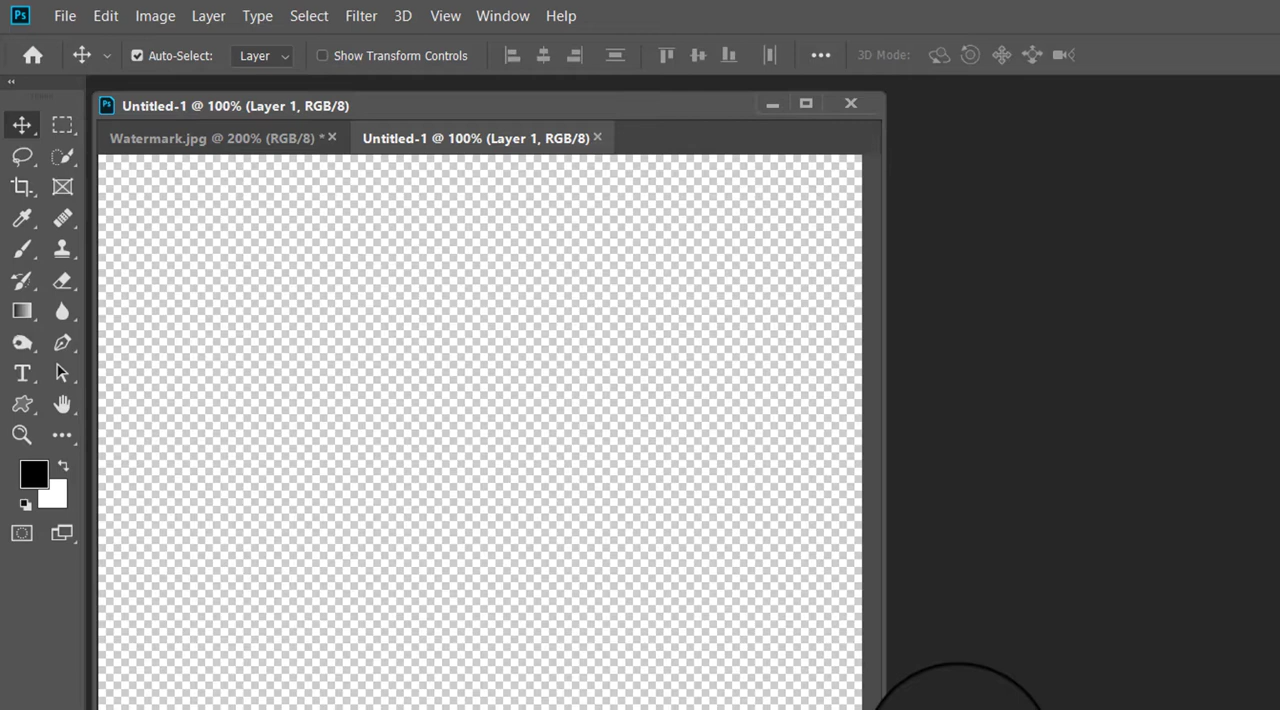 Ps File Edit Image Layer Type Select Filter 3D View Window Help
Auto-Select: Layer Show Transform Controls 3D Mode:
Ps Untitled-1 @ 100% (Layer 1, RGB/8)
Watermark.jpg @ 200% (RGB/8) * Untitled-1 @ 100% (Layer 1, RGB/8)